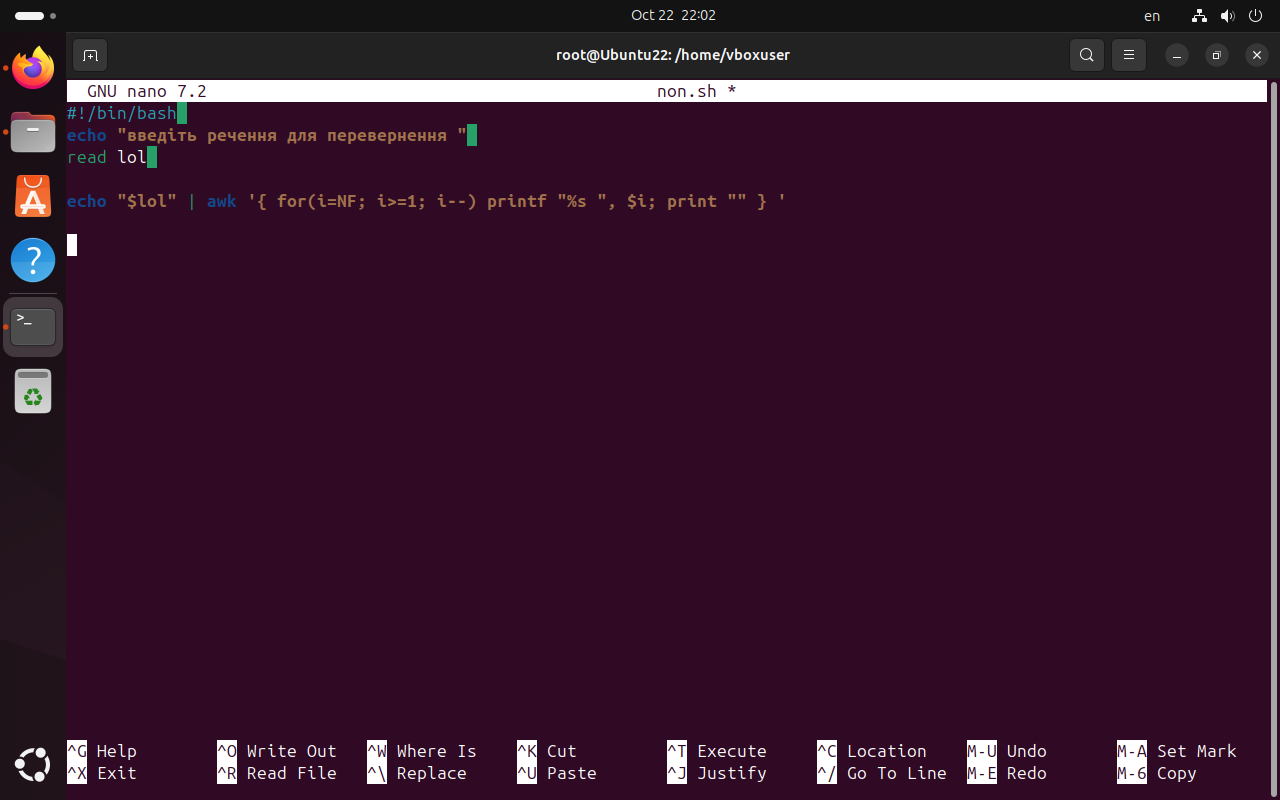 Oct 22 22:02
en
root@Ubuntu22: /home/vboxuser
GNU nano 7.2 non.sh *
#!/bin/bash
echo "введіть речення для перевернення "
read lol
echo "$lol" | awk '{ for(i=NF; i>=1; i--) printf "%s ", $i; print "" } '
^G Help ^O Write Out ^W Where Is ^K Cut ^T Execute ^C Location M-U Undo M-A Set Mark
^X Exit ^R Read File ^\ Replace ^U Paste ^J Justify ^/ Go To Line M-E Redo M-6 Copy